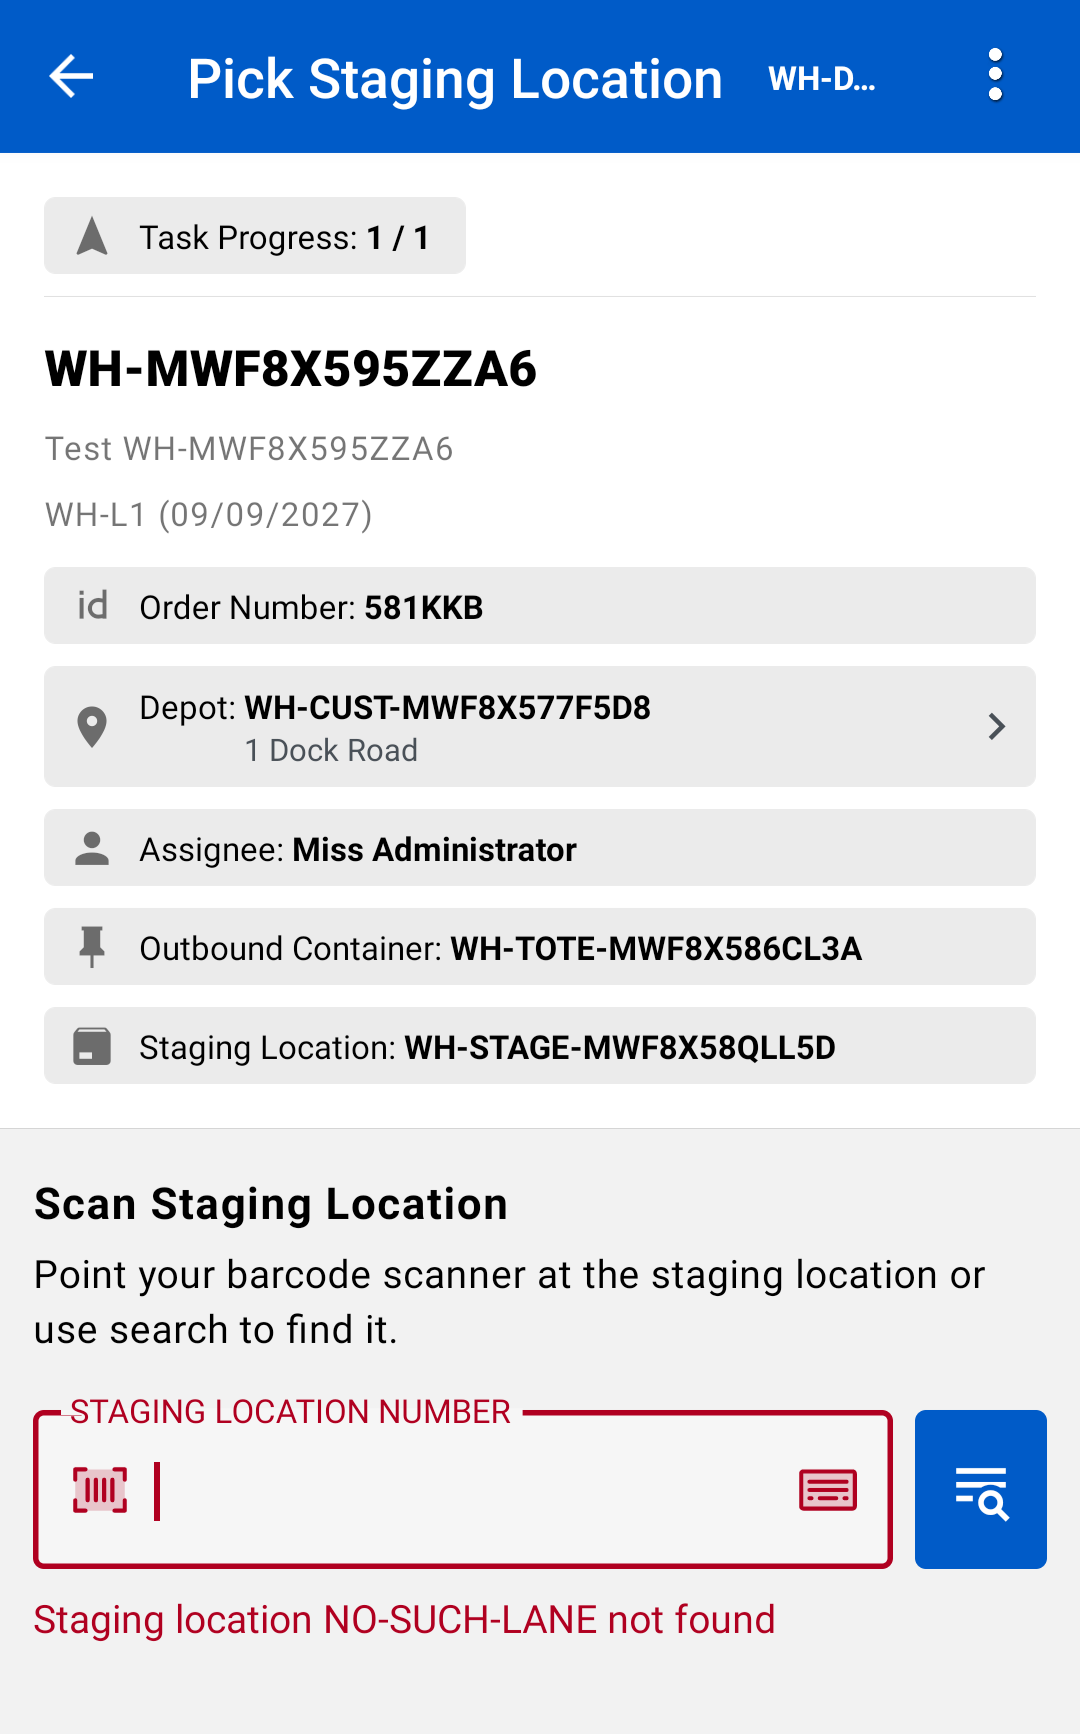 Pick Staging Location WH-D...
Task Progress: 1 / 1
WH-MWF8X595ZZA6
Test WH-MWF8X595ZZA6
WH-L1 (09/09/2027)
id Order Number: 581KKB
Depot: WH-CUST-MWF8X577F5D8
1 Dock Road
Assignee: Miss Administrator
Outbound Container: WH-TOTE-MWF8X586CL3A
Staging Location: WH-STAGE-MWF8X58QLL5D
Scan Staging Location
Point your barcode scanner at the staging location or
use search to find it.
STAGING LOCATION NUMBER
Staging location NO-SUCH-LANE not found